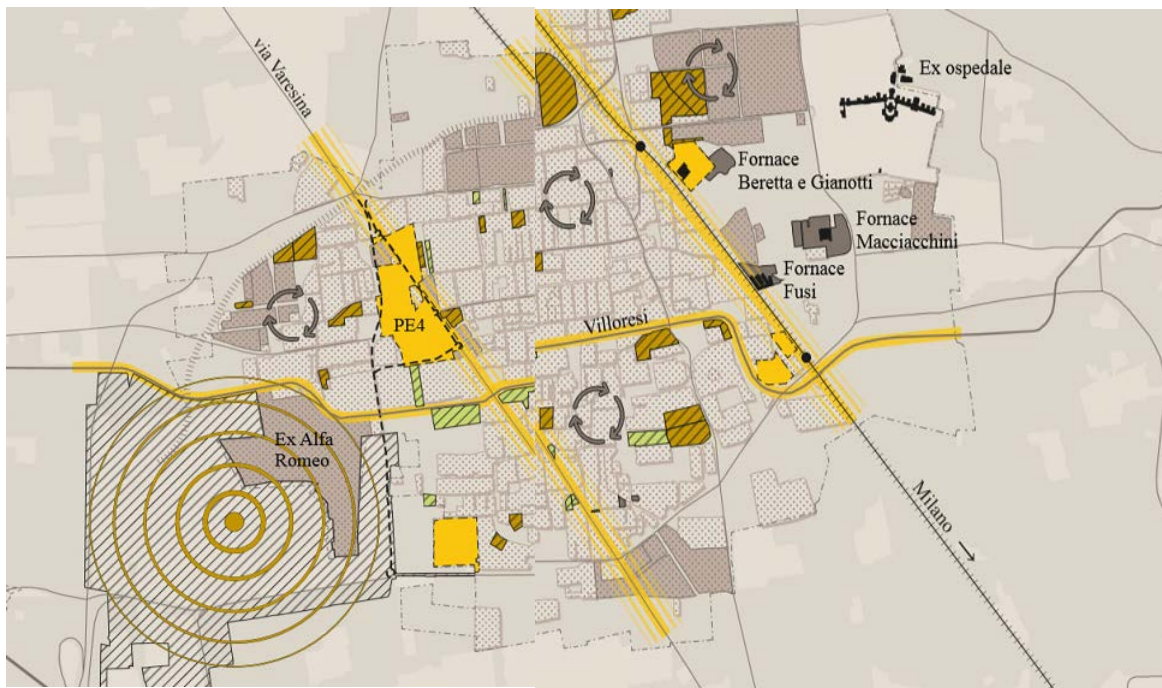 via Varesina
Ex ospedale
Fornace
Beretta e Gianotti
Fornace
Macciacchini
Fornace
Fusi
Villoresi
PE4
Ex Alfa
Romeo
Milano